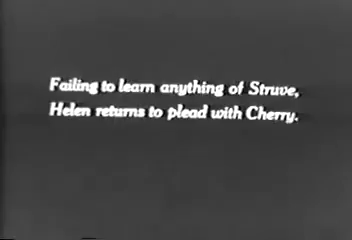 Failing to learn anything of Struve,
Helen returns to plead with Cherry.